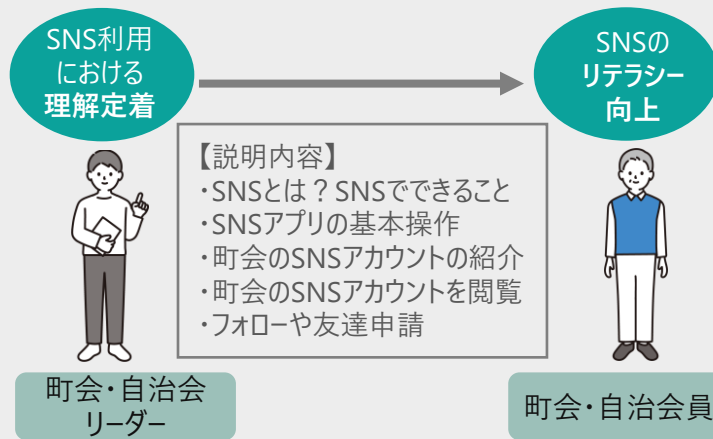 SNS利用
における
理解定着
SNSの
リテラシー
向上
【説明内容】
・SNSとは？SNSでできること
・SNSアプリの基本操作
・町会のSNSアカウントの紹介
・町会のSNSアカウントを閲覧
・フォローや友達申請
町会・自治会
リーダー
町会・自治会員